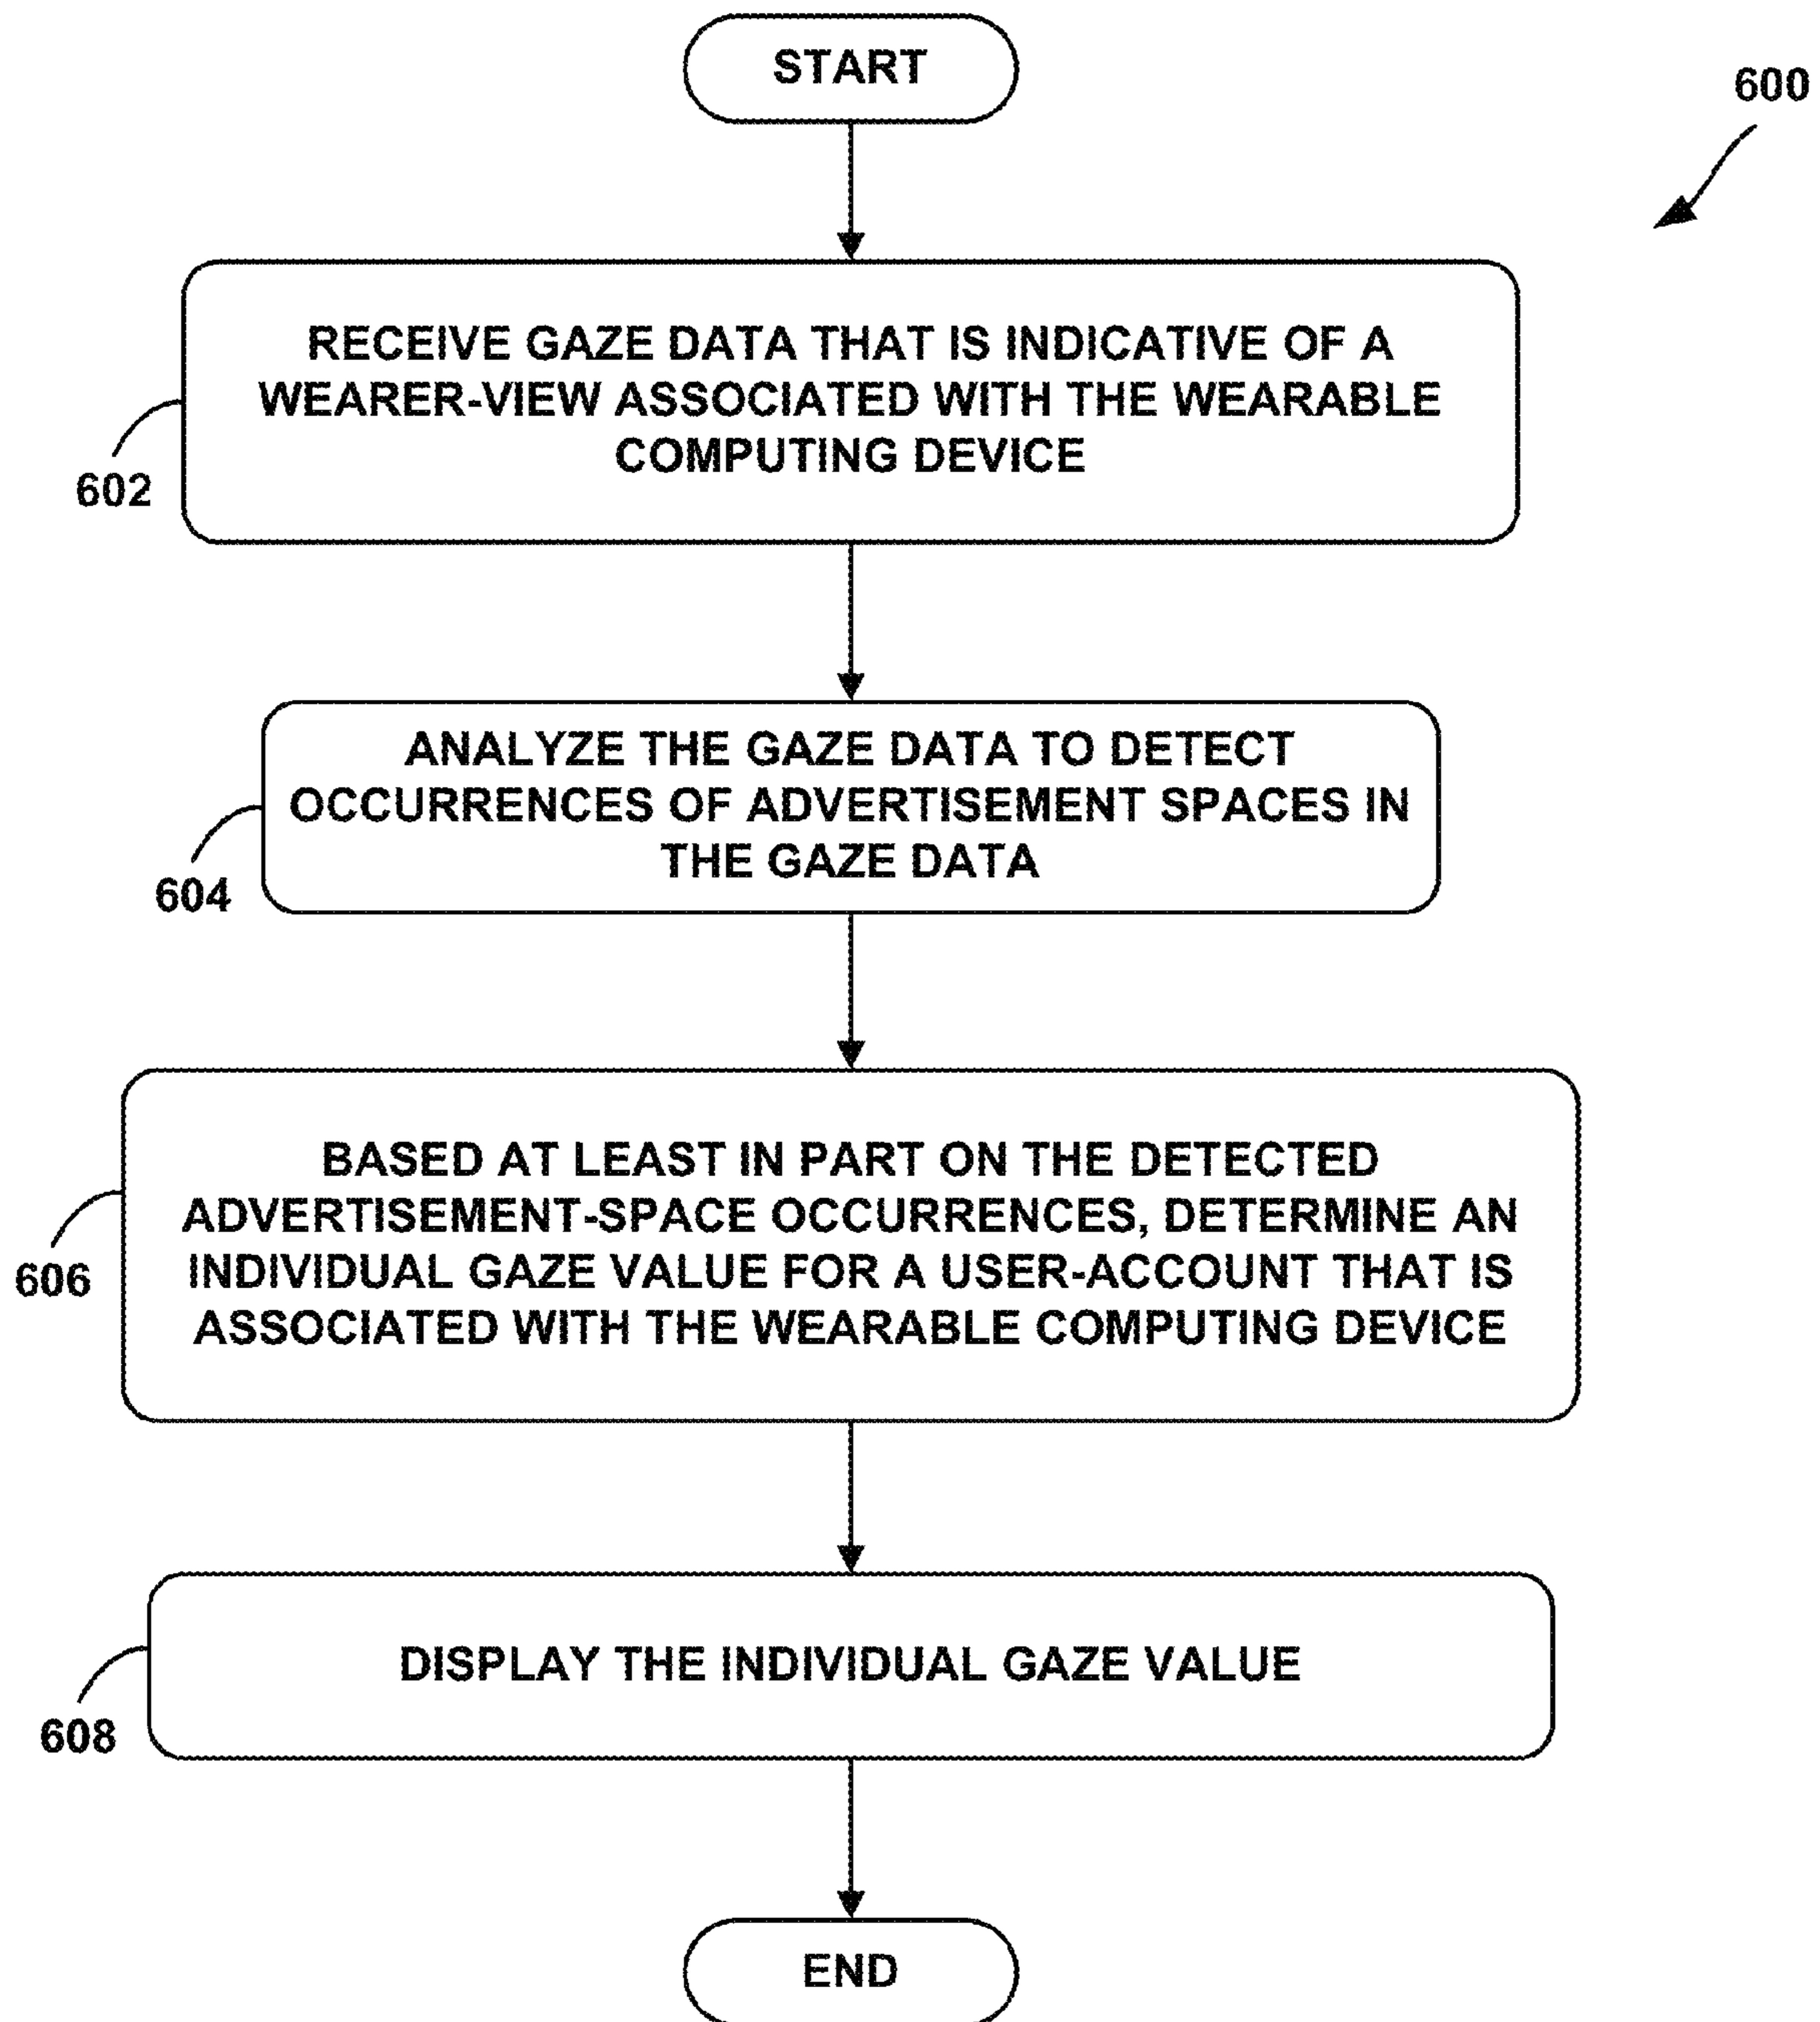 START
600
RECEIVE GAZE DATA THAT IS INDICATIVE OF A
WEARER-VIEW ASSOCIATED WITH THE WEARABLE
COMPUTING DEVICE
602
ANALYZE THE GAZE DATA TO DETECT
OCCURRENCES OF ADVERTISEMENT SPACES IN
THE GAZE DATA
604
BASED AT LEAST IN PART ON THE DETECTED
ADVERTISEMENT-SPACE OCCURRENCES, DETERMINE AN
INDIVIDUAL GAZE VALUE FOR A USER-ACCOUNT THAT IS
ASSOCIATED WITH THE WEARABLE COMPUTING DEVICE
606
DISPLAY THE INDIVIDUAL GAZE VALUE
608
END